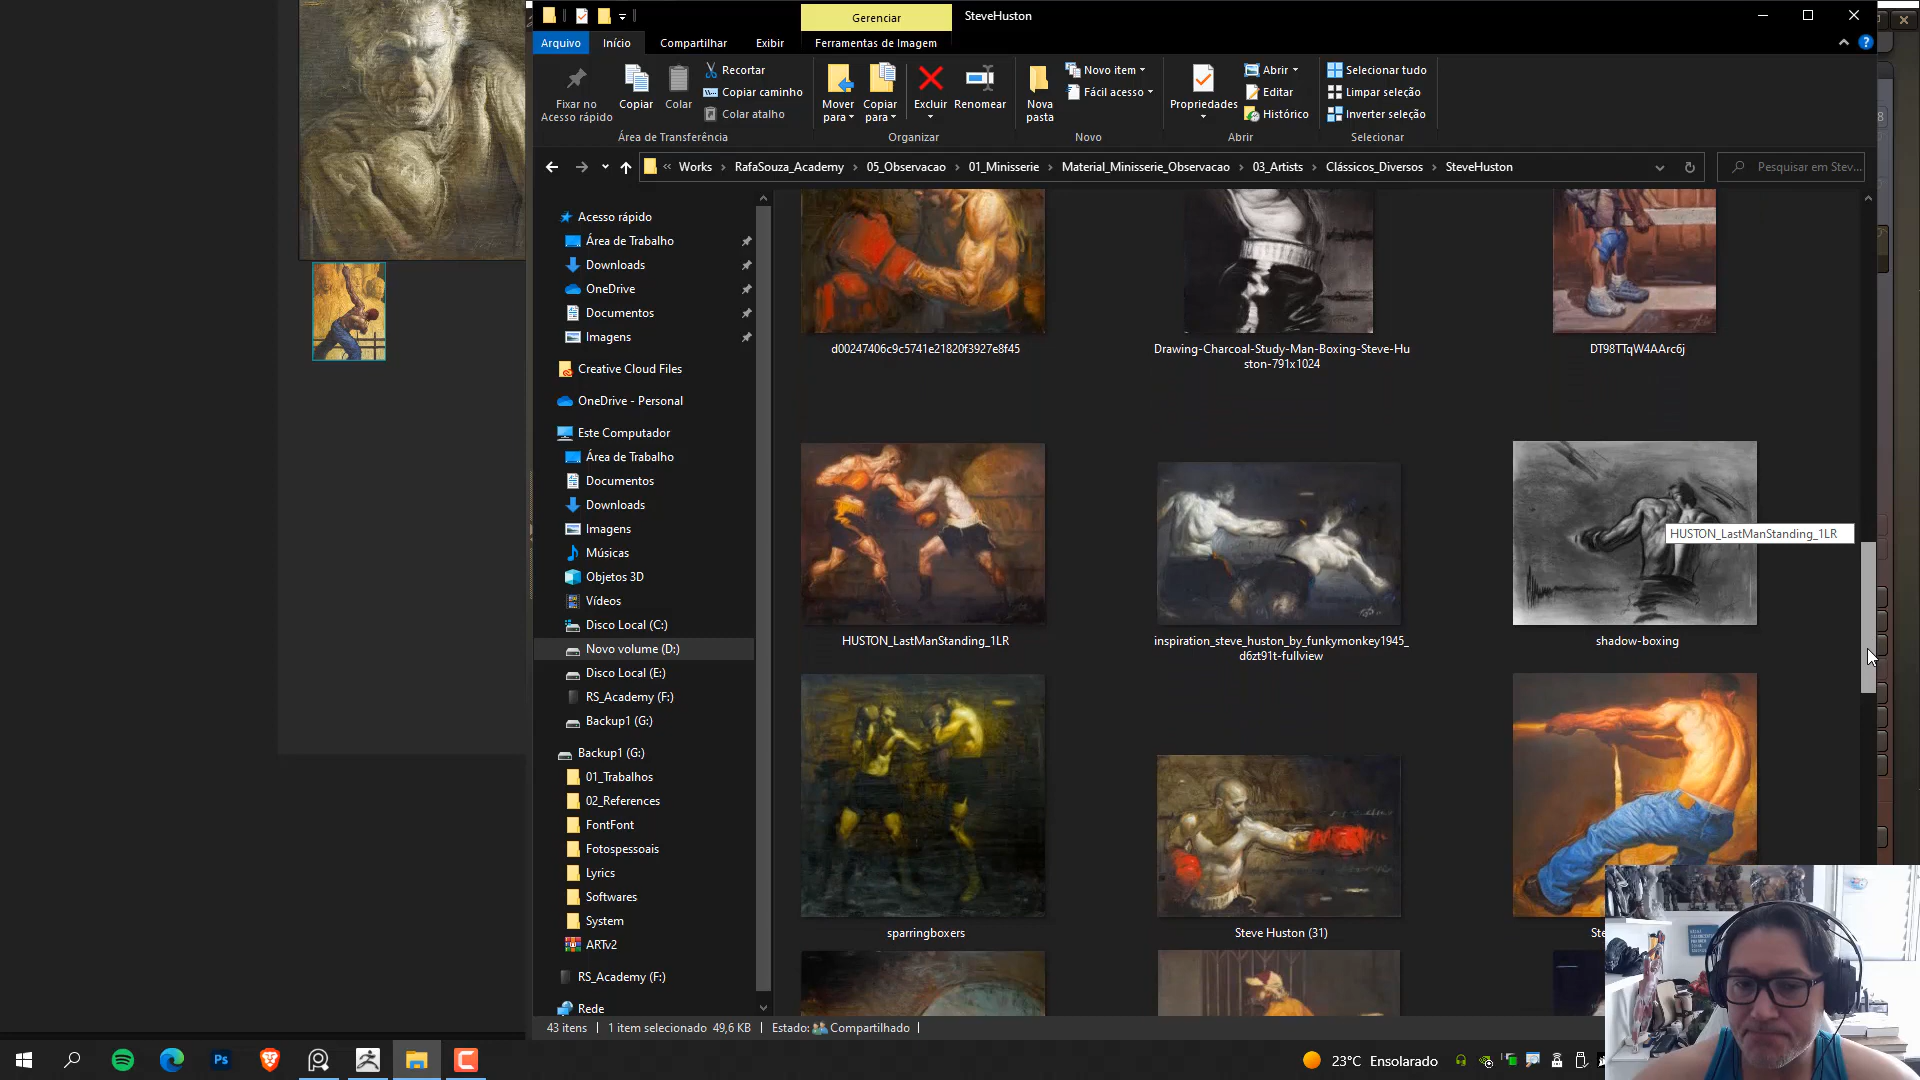 Gerenciar
SteveHuston
Arquivo
Início
Compartilhar
Exibir
Ferramentas de Imagem
Fixar no
Acesso rápido
Copiar
Colar
Recortar
Copiar caminho
Colar atalho
Área de Transferência
Mover
para
Copiar
para
Excluir
Renomear
Organizar
Nova
pasta
Novo item
Fácil acesso
Novo
Propriedades
Abrir
Editar
Histórico
Abrir
Selecionar tudo
Limpar seleção
Inverter seleção
Selecionar
Works
RafaSouza_Academy
05_Observacao
01_Minisserie
Material_Minisserie_Observacao
03_Artists
Clássicos_Diversos
SteveHuston
Pesquisar em Stev...
Acesso rápido
Área de Trabalho
Downloads
OneDrive
Documentos
Imagens
Creative Cloud Files
OneDrive - Personal
Este Computador
Área de Trabalho
Documentos
Downloads
Imagens
Músicas
Objetos 3D
Vídeos
Disco Local (C:)
Novo volume (D:)
Disco Local (E:)
RS_Academy (F:)
Backup1 (G:)
Backup1 (G:)
01_Trabalhos
02_References
FontFont
Fotospessoais
Lyrics
Softwares
System
ARTv2
RS_Academy (F:)
Rede
d00247406c9c5741e21820f3927e8f45
Drawing-Charcoal-Study-Man-Boxing-Steve-Hu
ston-791x1024
DT98TTqW4AArc6j
HUSTON_LastManStanding_1LR
inspiration_steve_huston_by_funkymonkey1945_
d6zt91t-fullview
shadow-boxing
HUSTON_LastManStanding_1LR
sparringboxers
Steve Huston (31)
Ste
43 itens
1 item selecionado 49,6 KB
Estado:
Compartilhado
Ps
23°C Ensolarado